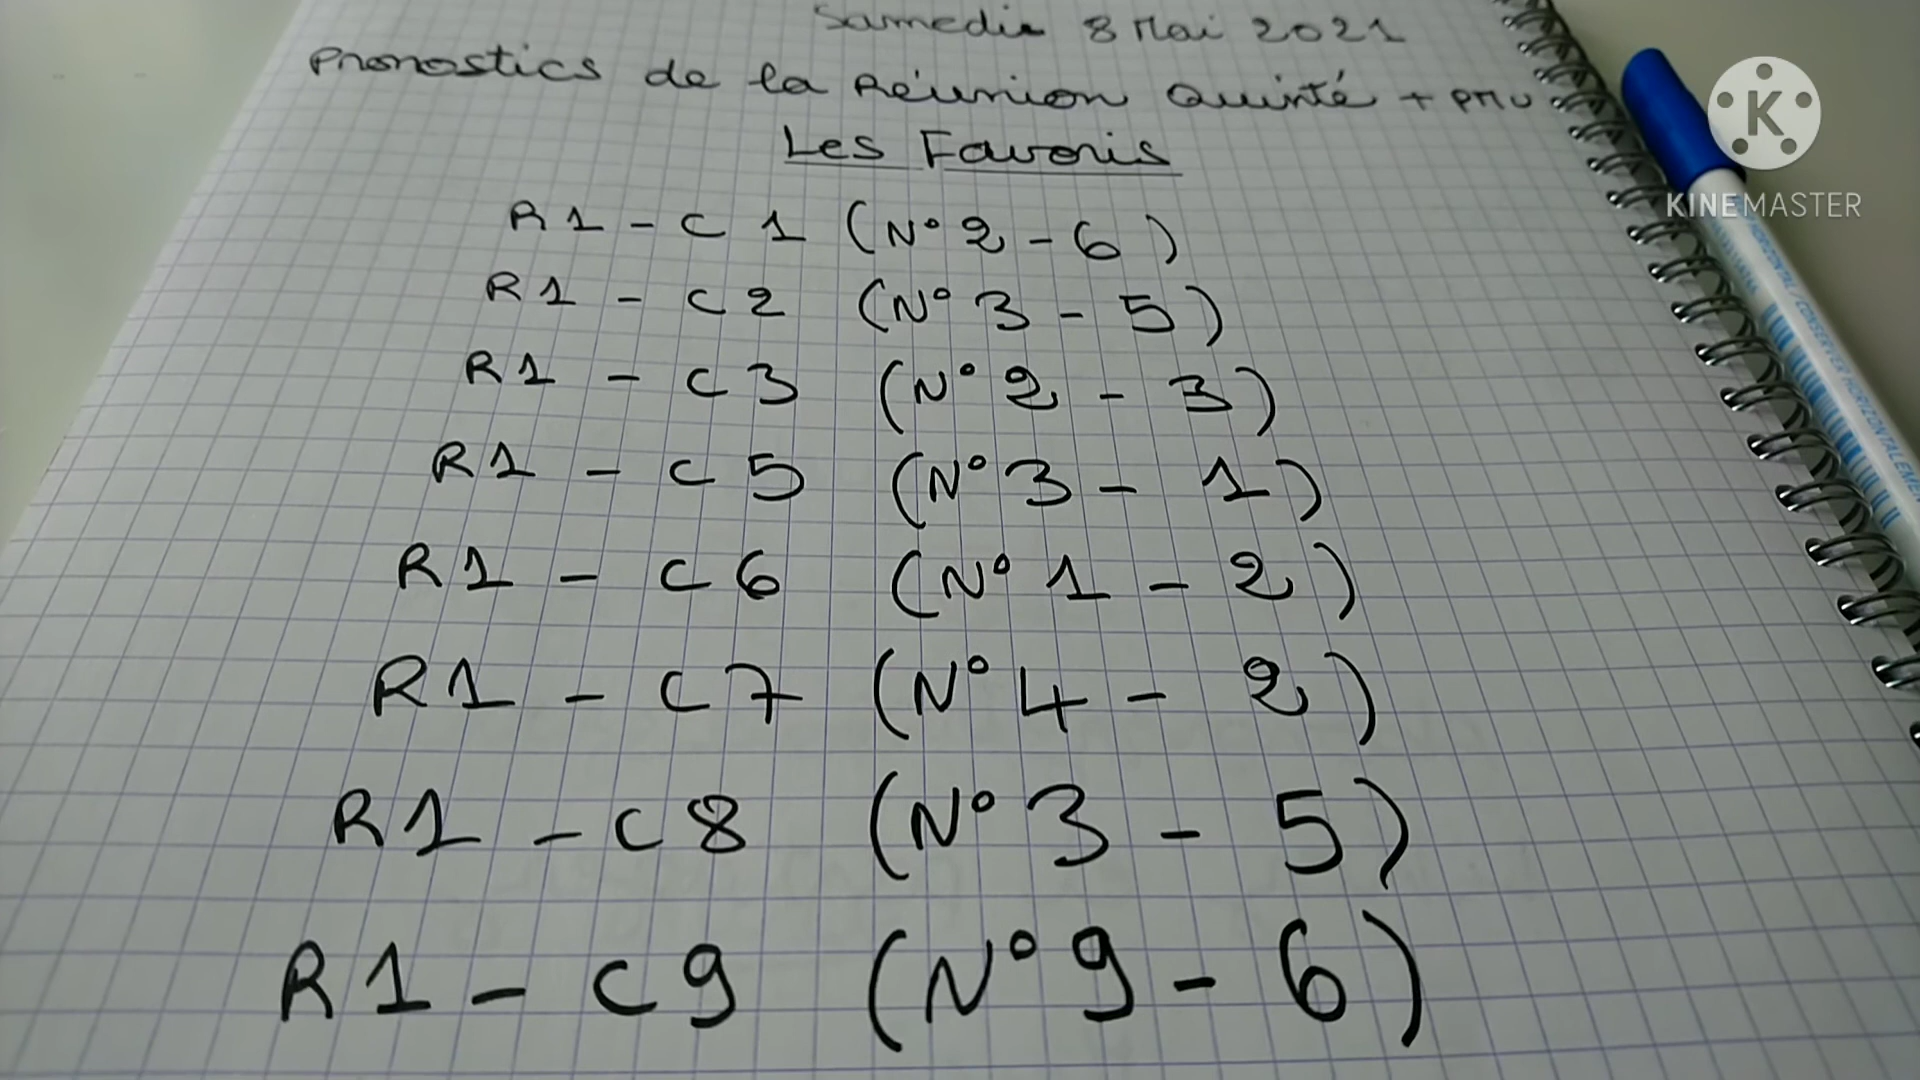 Samedi 8 Mai 2021
Pronostics de la Réunion Quinté + PMU
Les Favoris
R1 - C1 (N° 2 - 6)
R1 - C2 (N° 3 - 5)
R1 - C3 (N° 2 - 3)
R1 - C5 (N° 3 - 1)
R1 - C6 (N° 1 - 2)
R1 - C7 (N° 4 - 2)
R1 - C8 (N° 3 - 5)
R1 - C9 (N° 9 - 6)
K
KINEMASTER
HORIZONTALEMENT